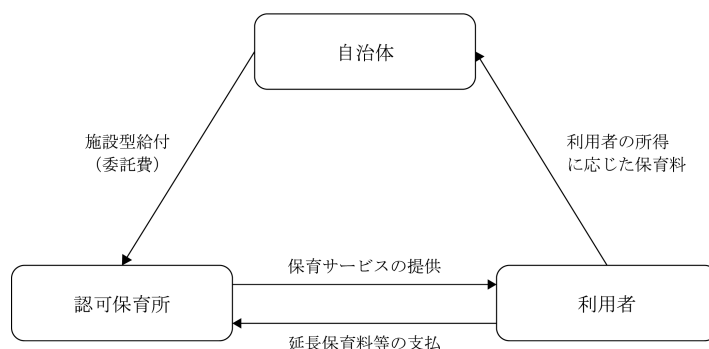 自治体
施設型給付
（委託費）
利用者の所得
に応じた保育料
保育サービスの提供
認可保育所
利用者
延長保育料等の支払